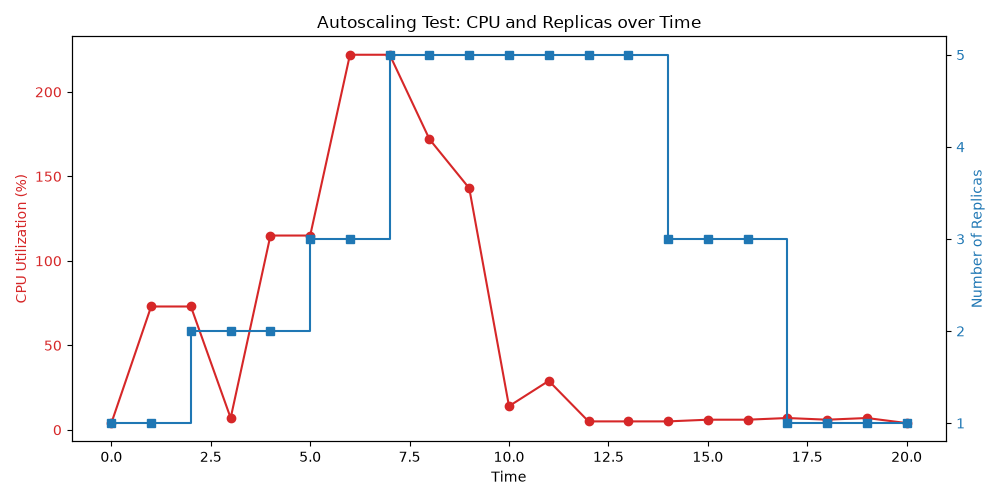 Autoscaling Test: CPU and Replicas over Time
CPU Utilization (%)
200
150
100
50
0
5
4
3
2
1
Number of Replicas
0.0 2.5 5.0 7.5 10.0 12.5 15.0 17.5 20.0
Time